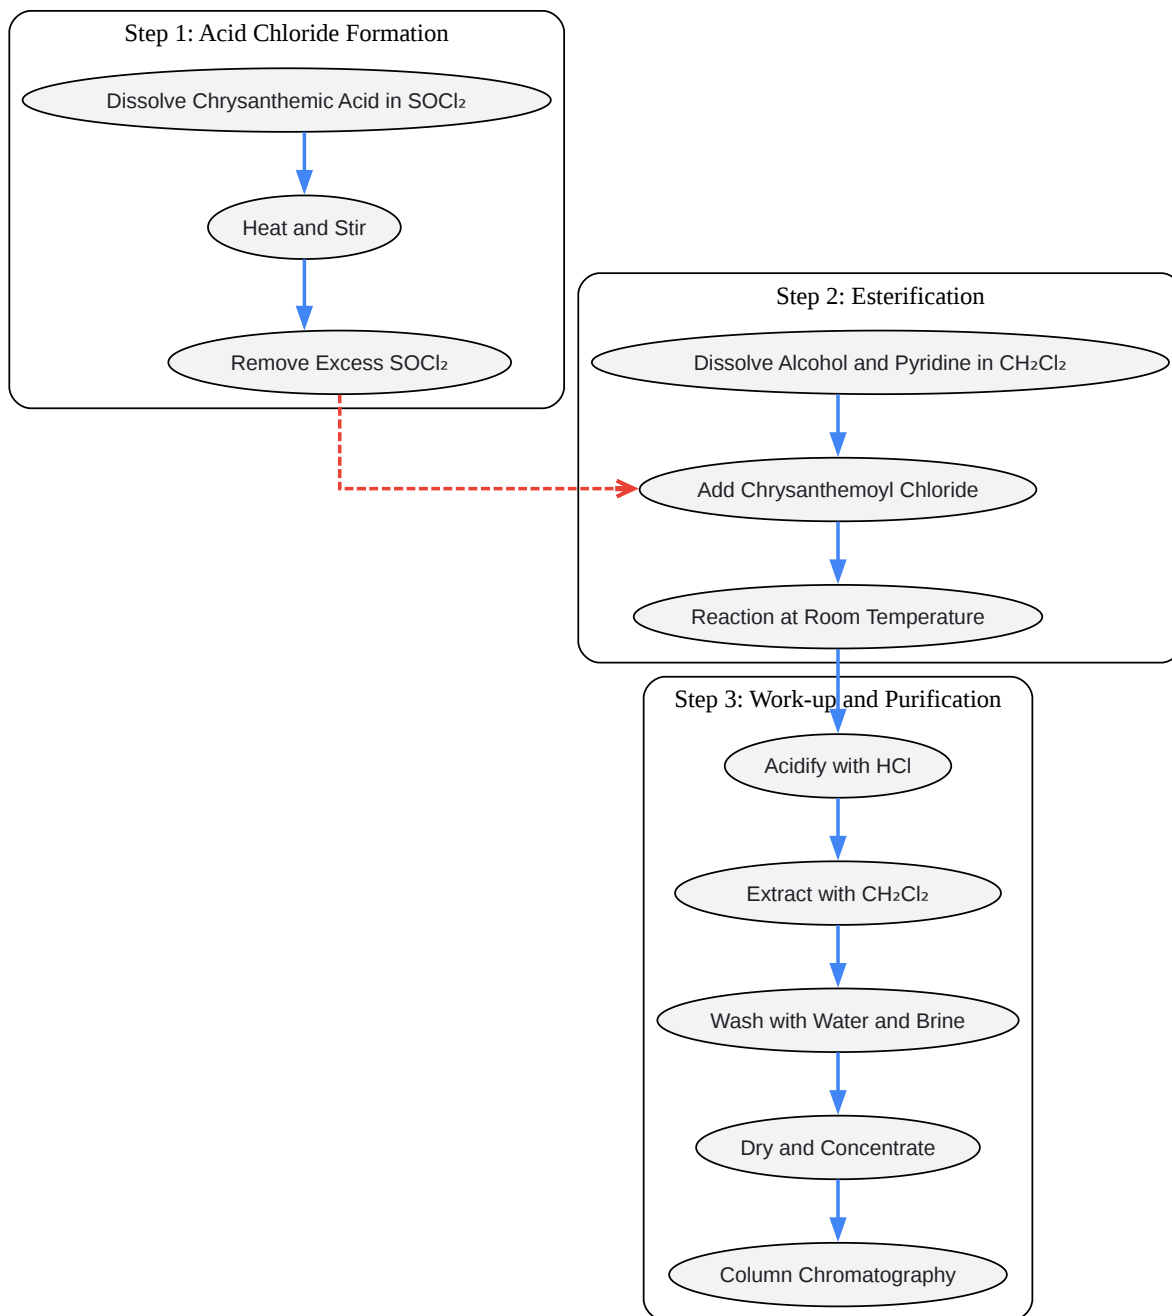 Step 1: Acid Chloride Formation
Dissolve Chrysanthemic Acid in SOCl₂
Heat and Stir
Remove Excess SOCl₂
Step 2: Esterification
Dissolve Alcohol and Pyridine in CH₂Cl₂
Add Chrysanthemoyl Chloride
Reaction at Room Temperature
Step 3: Work-up and Purification
Acidify with HCl
Extract with CH₂Cl₂
Wash with Water and Brine
Dry and Concentrate
Column Chromatography